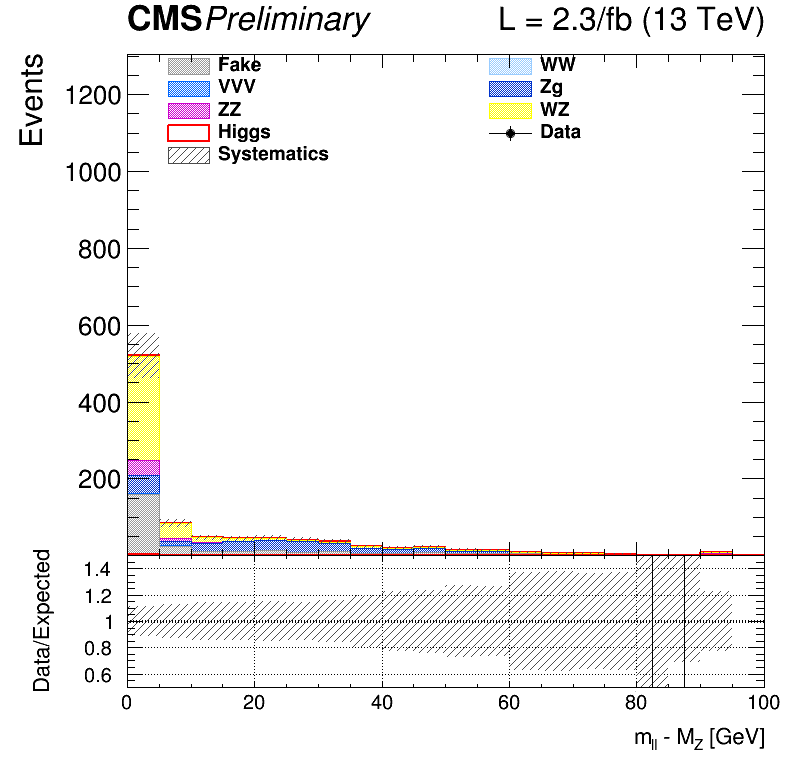 CMS Preliminary L = 2.3/fb (13 TeV)
Events
Fake WW
VVV Zg
ZZ WZ
Higgs Data
Systematics
1200
1000
800
600
400
200
Data/Expected
1.4
1.2
1
0.8
0.6
0 20 40 60 80 100
mll - MZ [GeV]